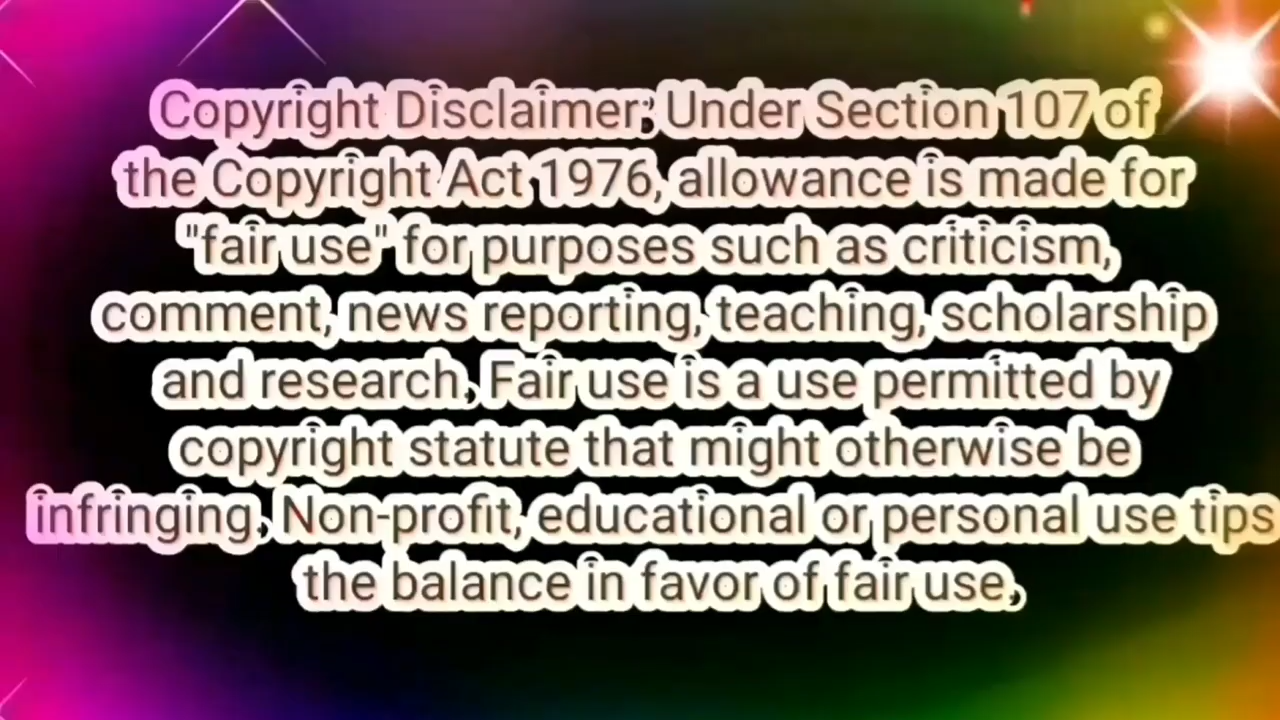 Copyright Disclaimer: Under Section 107 of
the Copyright Act 1976, allowance is made for
"fair use" for purposes such as criticism,
comment, news reporting, teaching, scholarship
and research. Fair use is a use permitted by
copyright statute that might otherwise be
infringing. Non-profit, educational or personal use tips
the balance in favor of fair use.